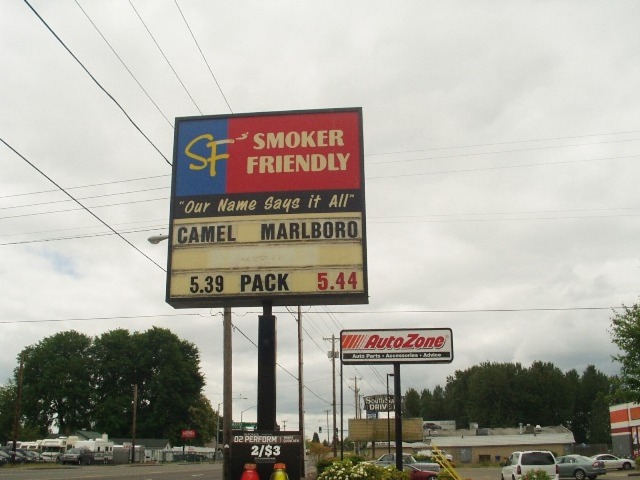 SF SMOKER
FRIENDLY
"Our Name Says it All"
CAMEL MARLBORO
5.39 PACK 5.44
AutoZone
Auto Parts • Accessories • Advice
O2 PERFORM
2/$3